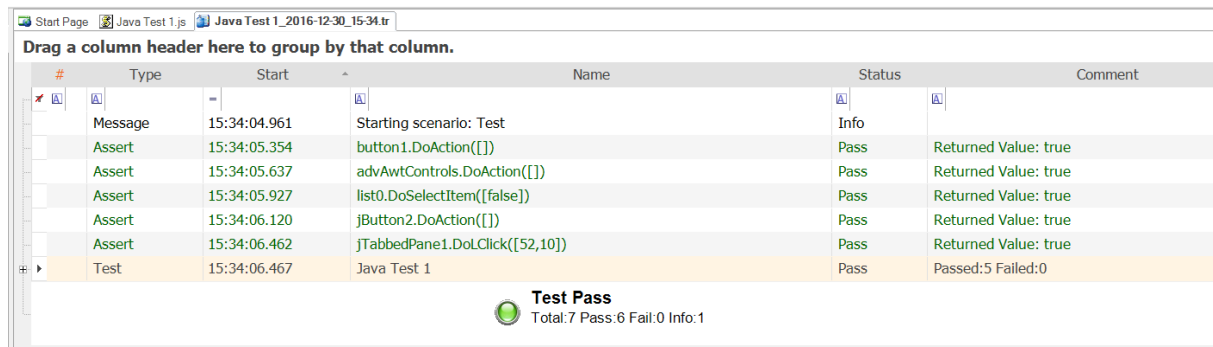 Start Page Java Test 1.js Java Test 1_2016-12-30_15-34.tr
Drag a column header here to group by that column.
# Type Start Name Status Comment
A A = A A A
Message 15:34:04.961 Starting scenario: Test Info
Assert 15:34:05.354 button1.DoAction([]) Pass Returned Value: true
Assert 15:34:05.637 advAwtControls.DoAction([]) Pass Returned Value: true
Assert 15:34:05.927 list0.DoSelectItem([false]) Pass Returned Value: true
Assert 15:34:06.120 jButton2.DoAction([]) Pass Returned Value: true
Assert 15:34:06.462 jTabbedPane1.DoLClick([52,10]) Pass Returned Value: true
Test 15:34:06.467 Java Test 1 Pass Passed:5 Failed:0
Test Pass
Total:7 Pass:6 Fail:0 Info:1